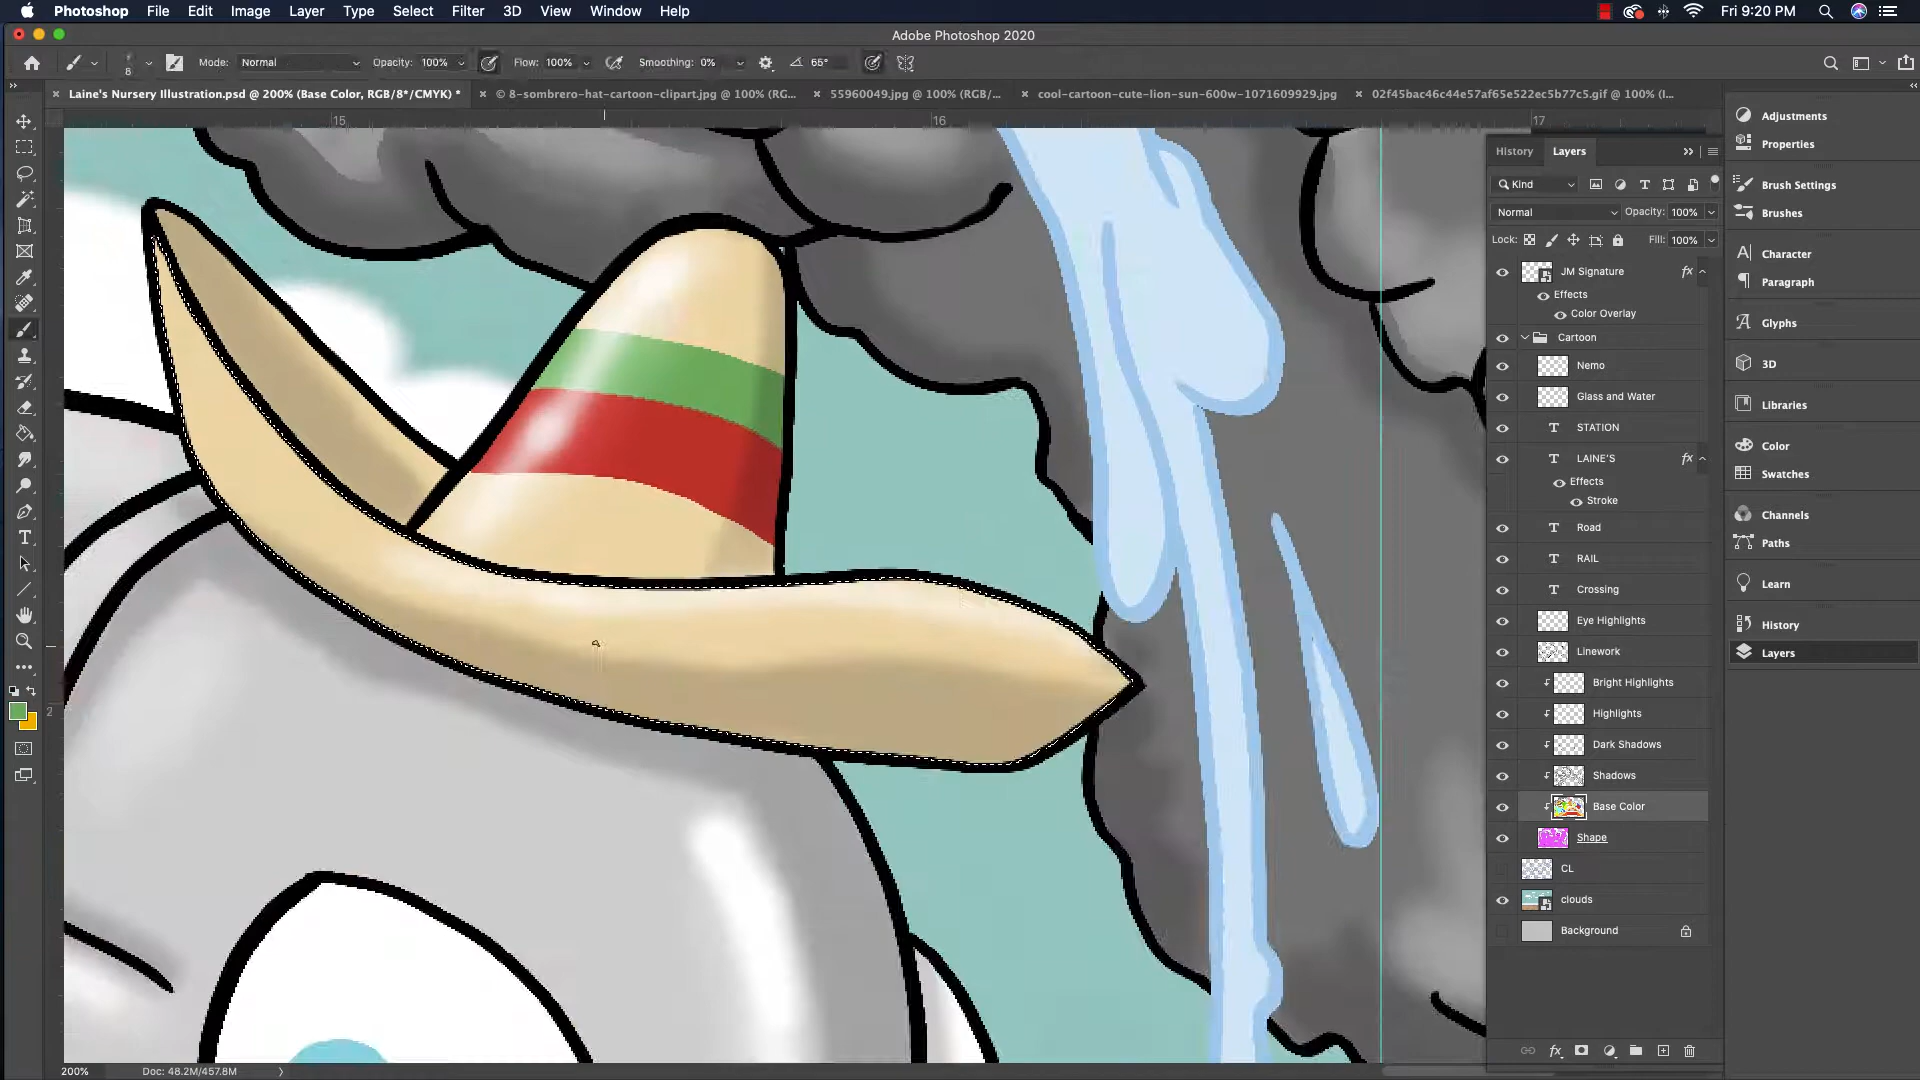 Photoshop File Edit Image Layer Type Select Filter 3D View Window Help Fri 9:20 PM
Adobe Photoshop 2020
8 Mode: Normal Opacity: 100% Flow: 100% Smoothing: 0% 65°
Laine's Nursery Illustration.psd @ 200% (Base Color, RGB/8*/CMYK) * © 8-sombrero-hat-cartoon-clipart.jpg @ 100% (RG... 55960049.jpg @ 100% (RGB/... cool-cartoon-cute-lion-sun-600w-1071609929.jpg 02f45bac46c44e57af65e522ec5b77c5.gif @ 100% (I...
15 16 17
2
History Layers
Kind
Normal Opacity: 100%
Lock: Fill: 100%
JM Signature fx
Effects
Color Overlay
Cartoon
Nemo
Glass and Water
T STATION
T LAINE'S fx
Effects
Stroke
T Road
T RAIL
T Crossing
Eye Highlights
Linework
Bright Highlights
Highlights
Dark Shadows
Shadows
Base Color
Shape
CL
clouds
Background
fx
Adjustments
Properties
Brush Settings
Brushes
Character
Paragraph
Glyphs
3D
Libraries
Color
Swatches
Channels
Paths
Learn
History
Layers
200% Doc: 48.2M/457.8M